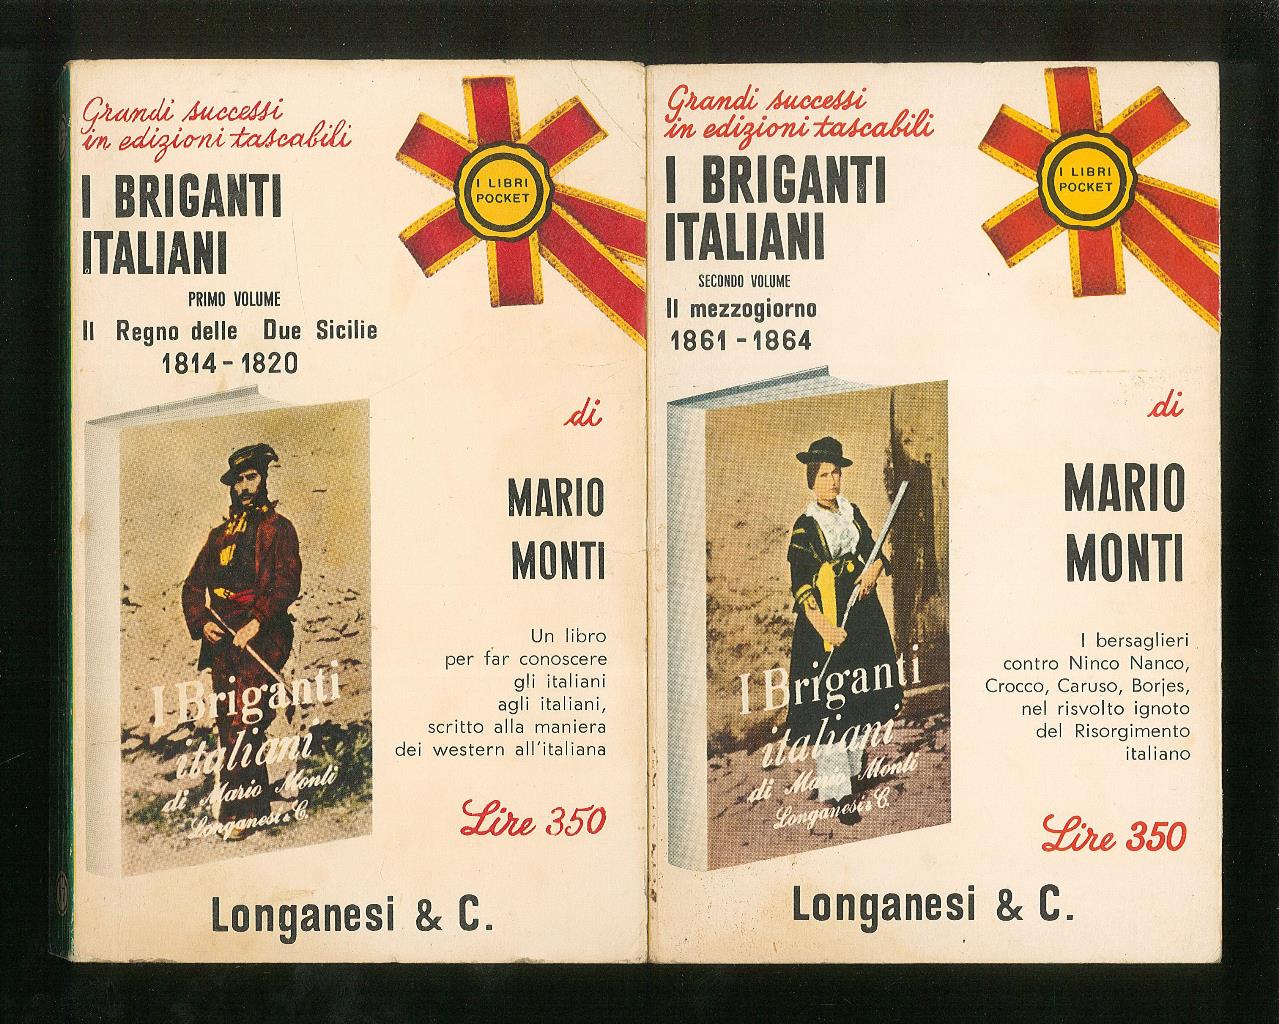 Grandi successi
in edizioni tascabili
I BRIGANTI
ITALIANI
PRIMO VOLUME
Il Regno delle Due Sicilie
1814 - 1820
I LIBRI
POCKET
di
MARIO
MONTI
Un libro
per far conoscere
gli italiani
agli italiani,
scritto alla maniera
dei western all'italiana
Lire 350
I Briganti
italiani
di Mario Monti
Longanesi & C.
Longanesi & C.
Grandi successi
in edizioni tascabili
I BRIGANTI
ITALIANI
SECONDO VOLUME
Il mezzogiorno
1861 - 1864
I LIBRI
POCKET
di
MARIO
MONTI
I bersaglieri
contro Ninco Nanco,
Crocco, Caruso, Borjes,
nel risvolto ignoto
del Risorgimento
italiano
Lire 350
I Briganti
italiani
di Mario Monti
Longanesi & C.
Longanesi & C.